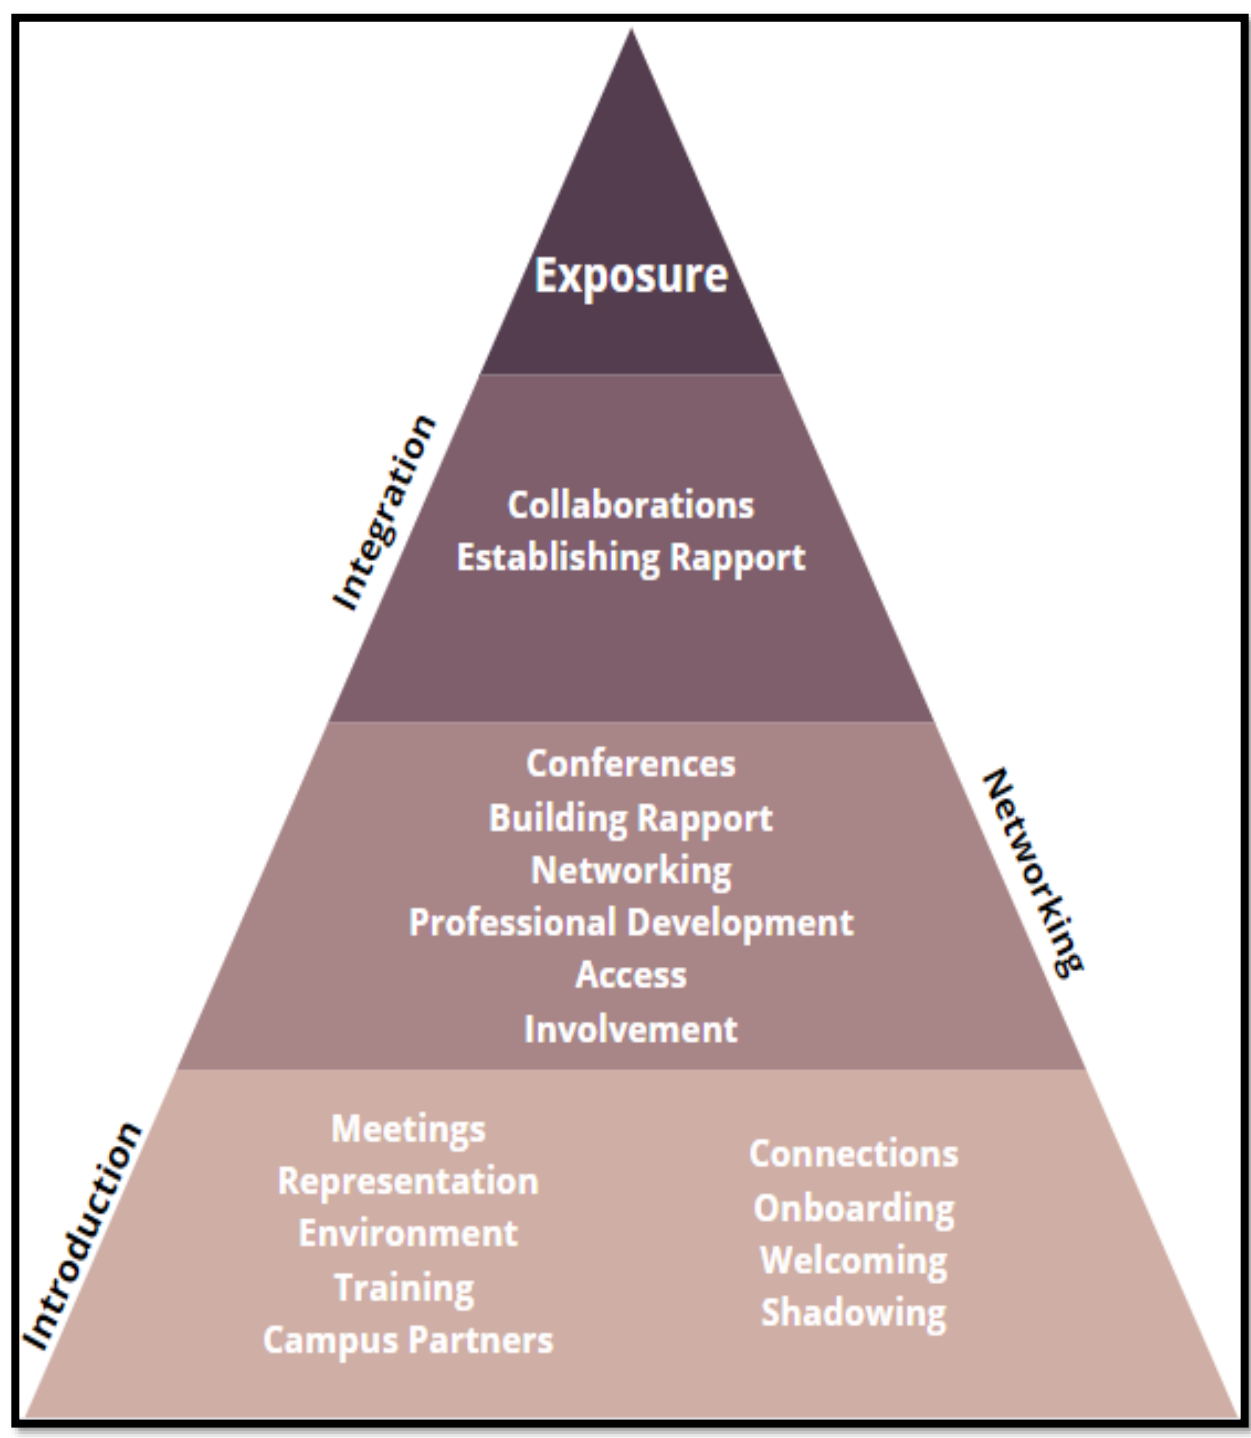 Exposure
Integration
Collaborations
Establishing Rapport
Networking
Conferences
Building Rapport
Networking
Professional Development
Access
Involvement
Introduction
Meetings
Representation
Environment
Training
Campus Partners
Connections
Onboarding
Welcoming
Shadowing